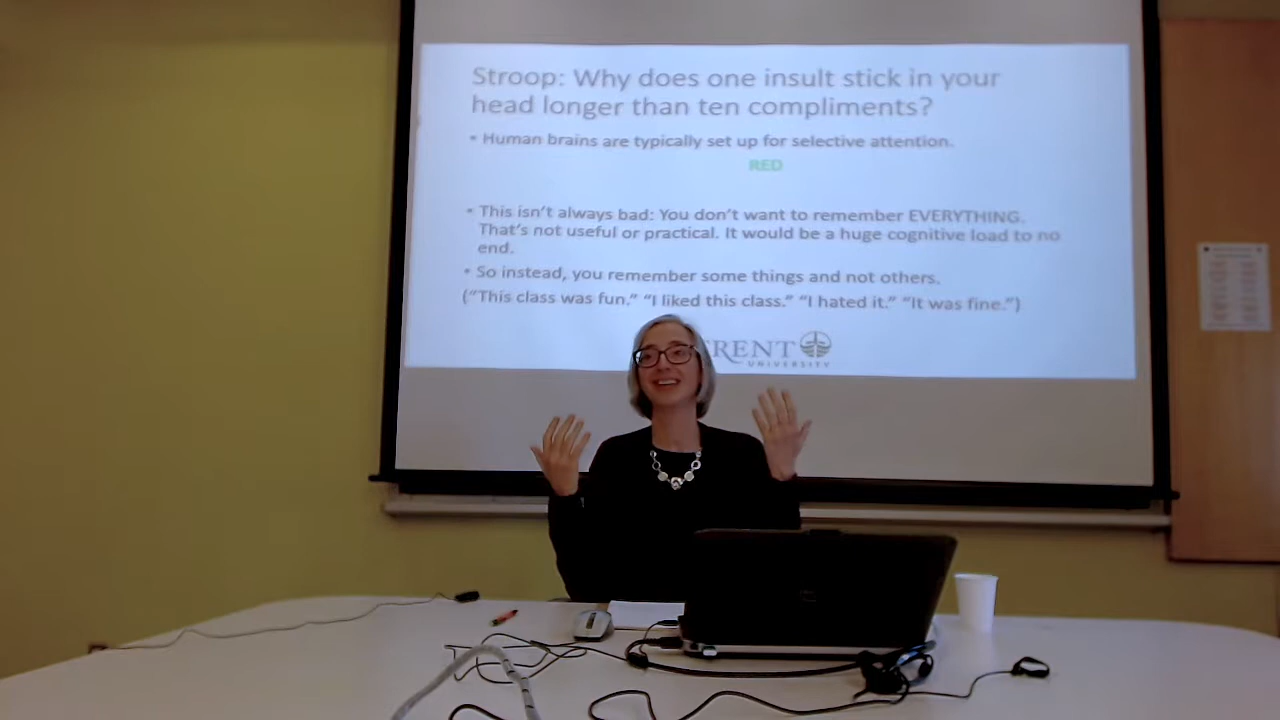 Stroop: Why does one insult stick in your
head longer than ten compliments?
• Human brains are typically set up for selective attention.
RED
• This isn't always bad: You don't want to remember EVERYTHING.
That's not useful or practical. It would be a huge cognitive load to no
end.
• So instead, you remember some things and not others.
("This class was fun." "I liked this class." "I hated it." "It was fine.")
TRENT
UNIVERSITY